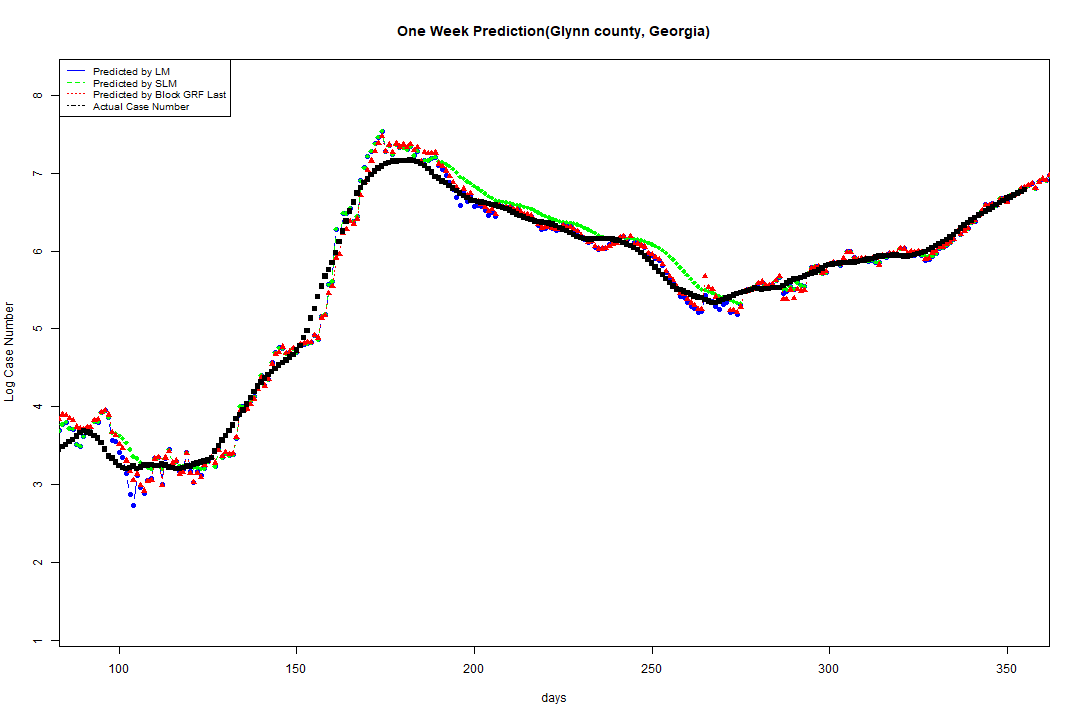 One Week Prediction(Glynn county, Georgia)
Predicted by LM
Predicted by SLM
Predicted by Block GRF Last
Actual Case Number
Log Case Number
8
7
6
5
4
3
2
1
100 150 200 250 300 350
days